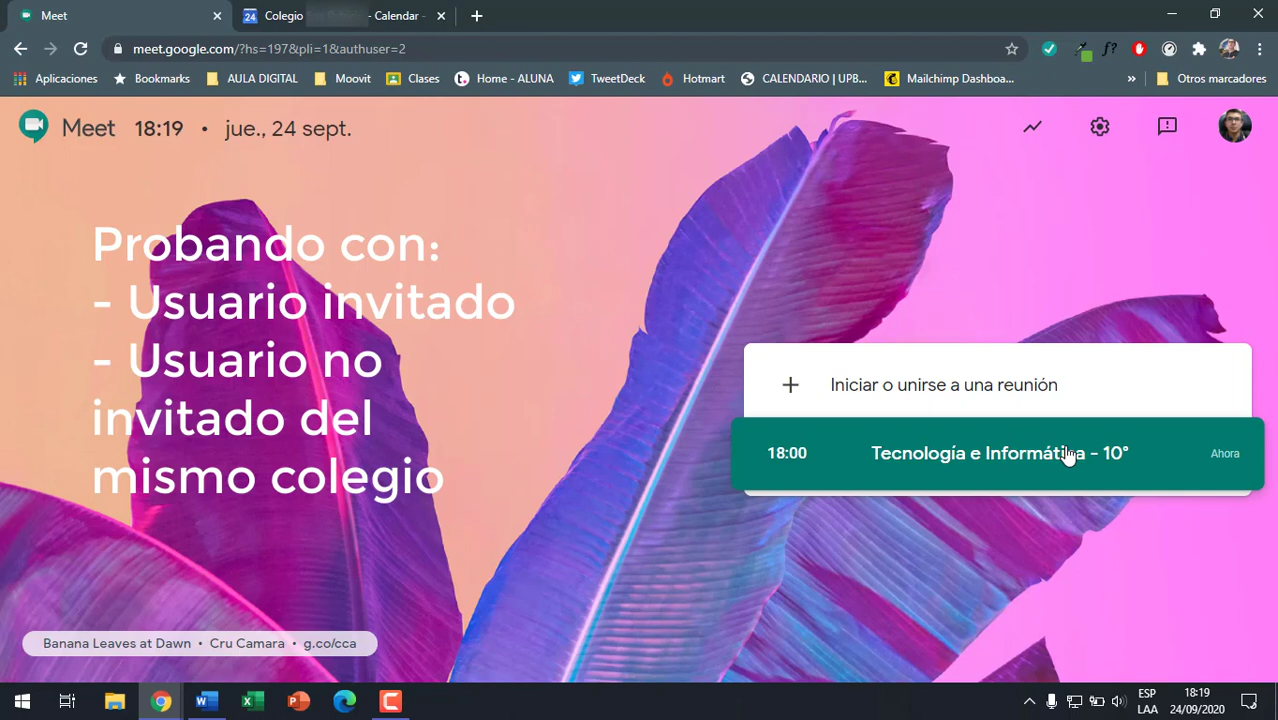 Meet
Colegio - Calendar -
meet.google.com/?hs=197&pli=1&authuser=2
Aplicaciones
Bookmarks
AULA DIGITAL
Moovit
Clases
Home - ALUNA
TweetDeck
Hotmart
CALENDARIO | UPB...
Mailchimp Dashboa...
»
Otros marcadores
Meet 18:19 • jue., 24 sept.
Probando con:
- Usuario invitado
- Usuario no
invitado del
mismo colegio
Iniciar o unirse a una reunión
18:00 Tecnología e Informática - 10° Ahora
Banana Leaves at Dawn • Cru Camara • g.co/cca
ESP
LAA
18:19
24/09/2020